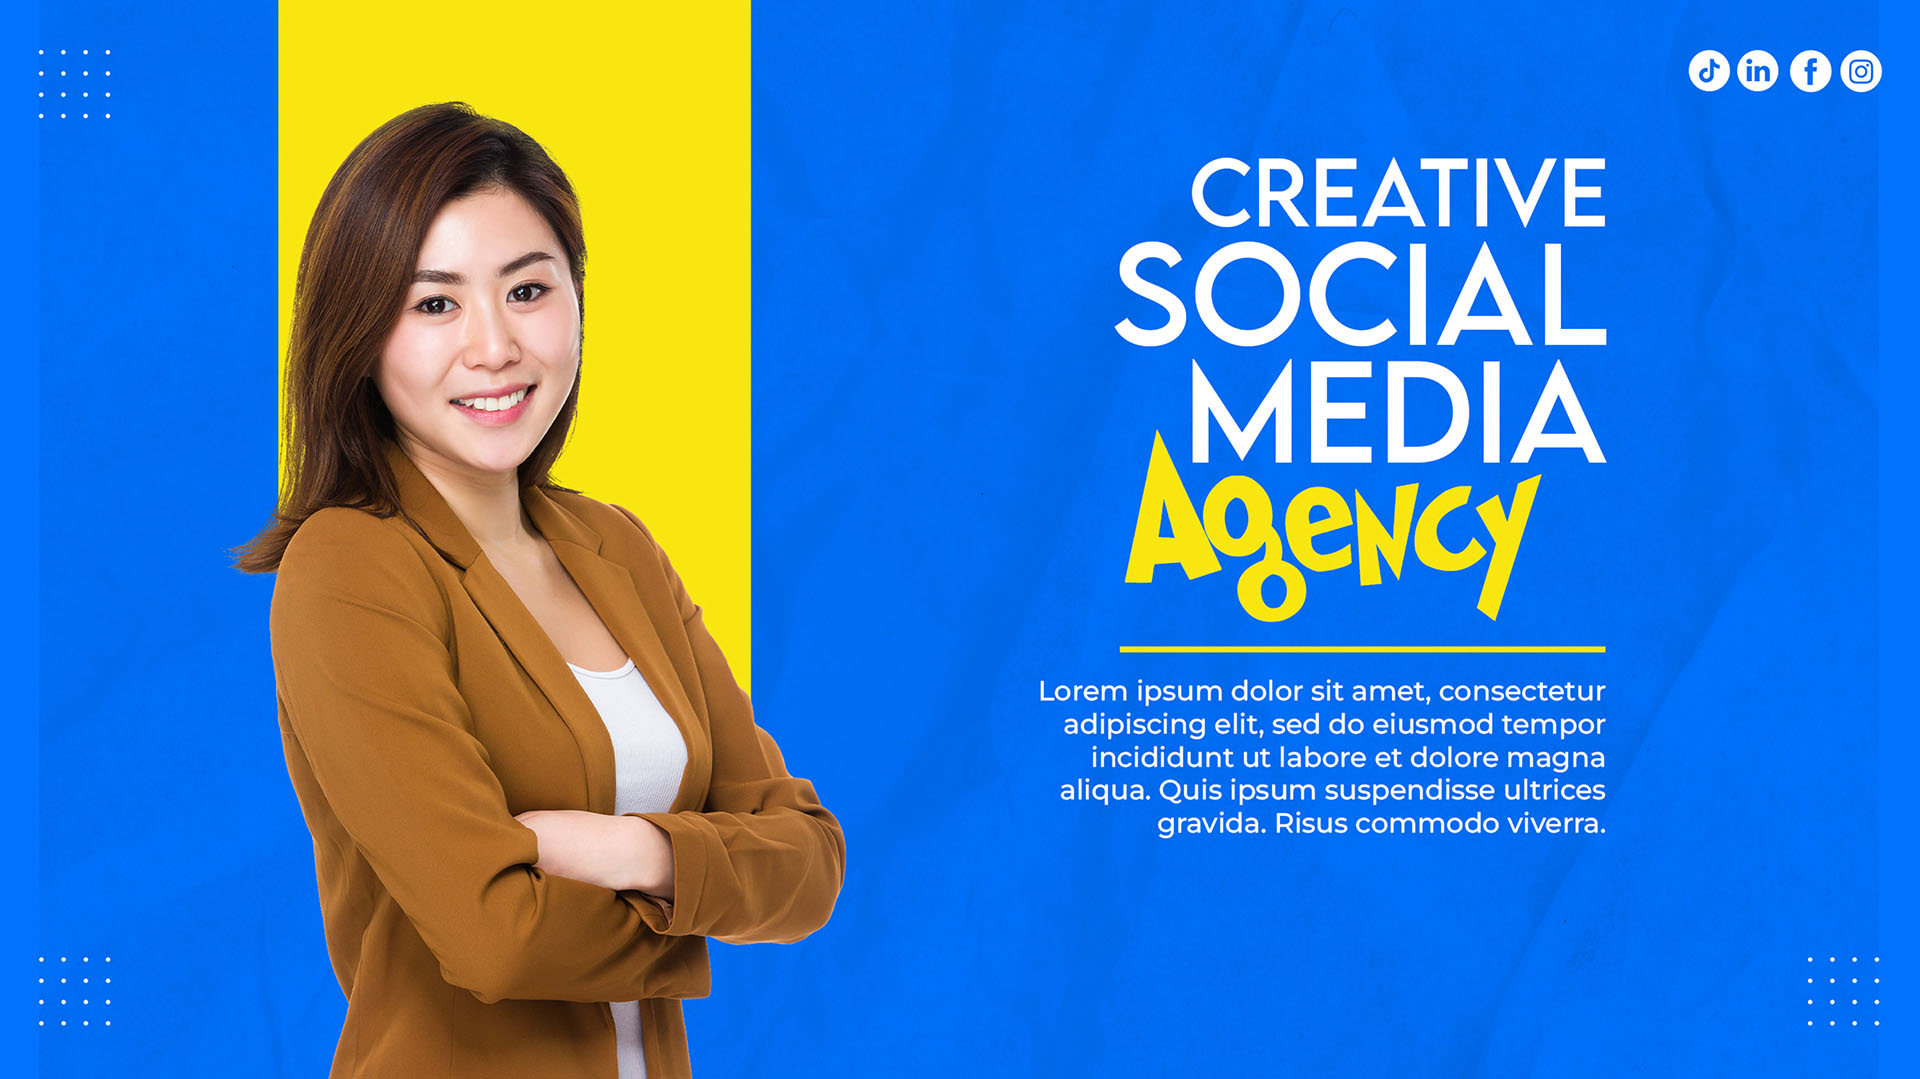 CREATIVE
SOCIAL
MEDIA
AgeNCy
Lorem ipsum dolor sit amet, consectetur
adipiscing elit, sed do eiusmod tempor
incididunt ut labore et dolore magna
aliqua. Quis ipsum suspendisse ultrices
gravida. Risus commodo viverra.